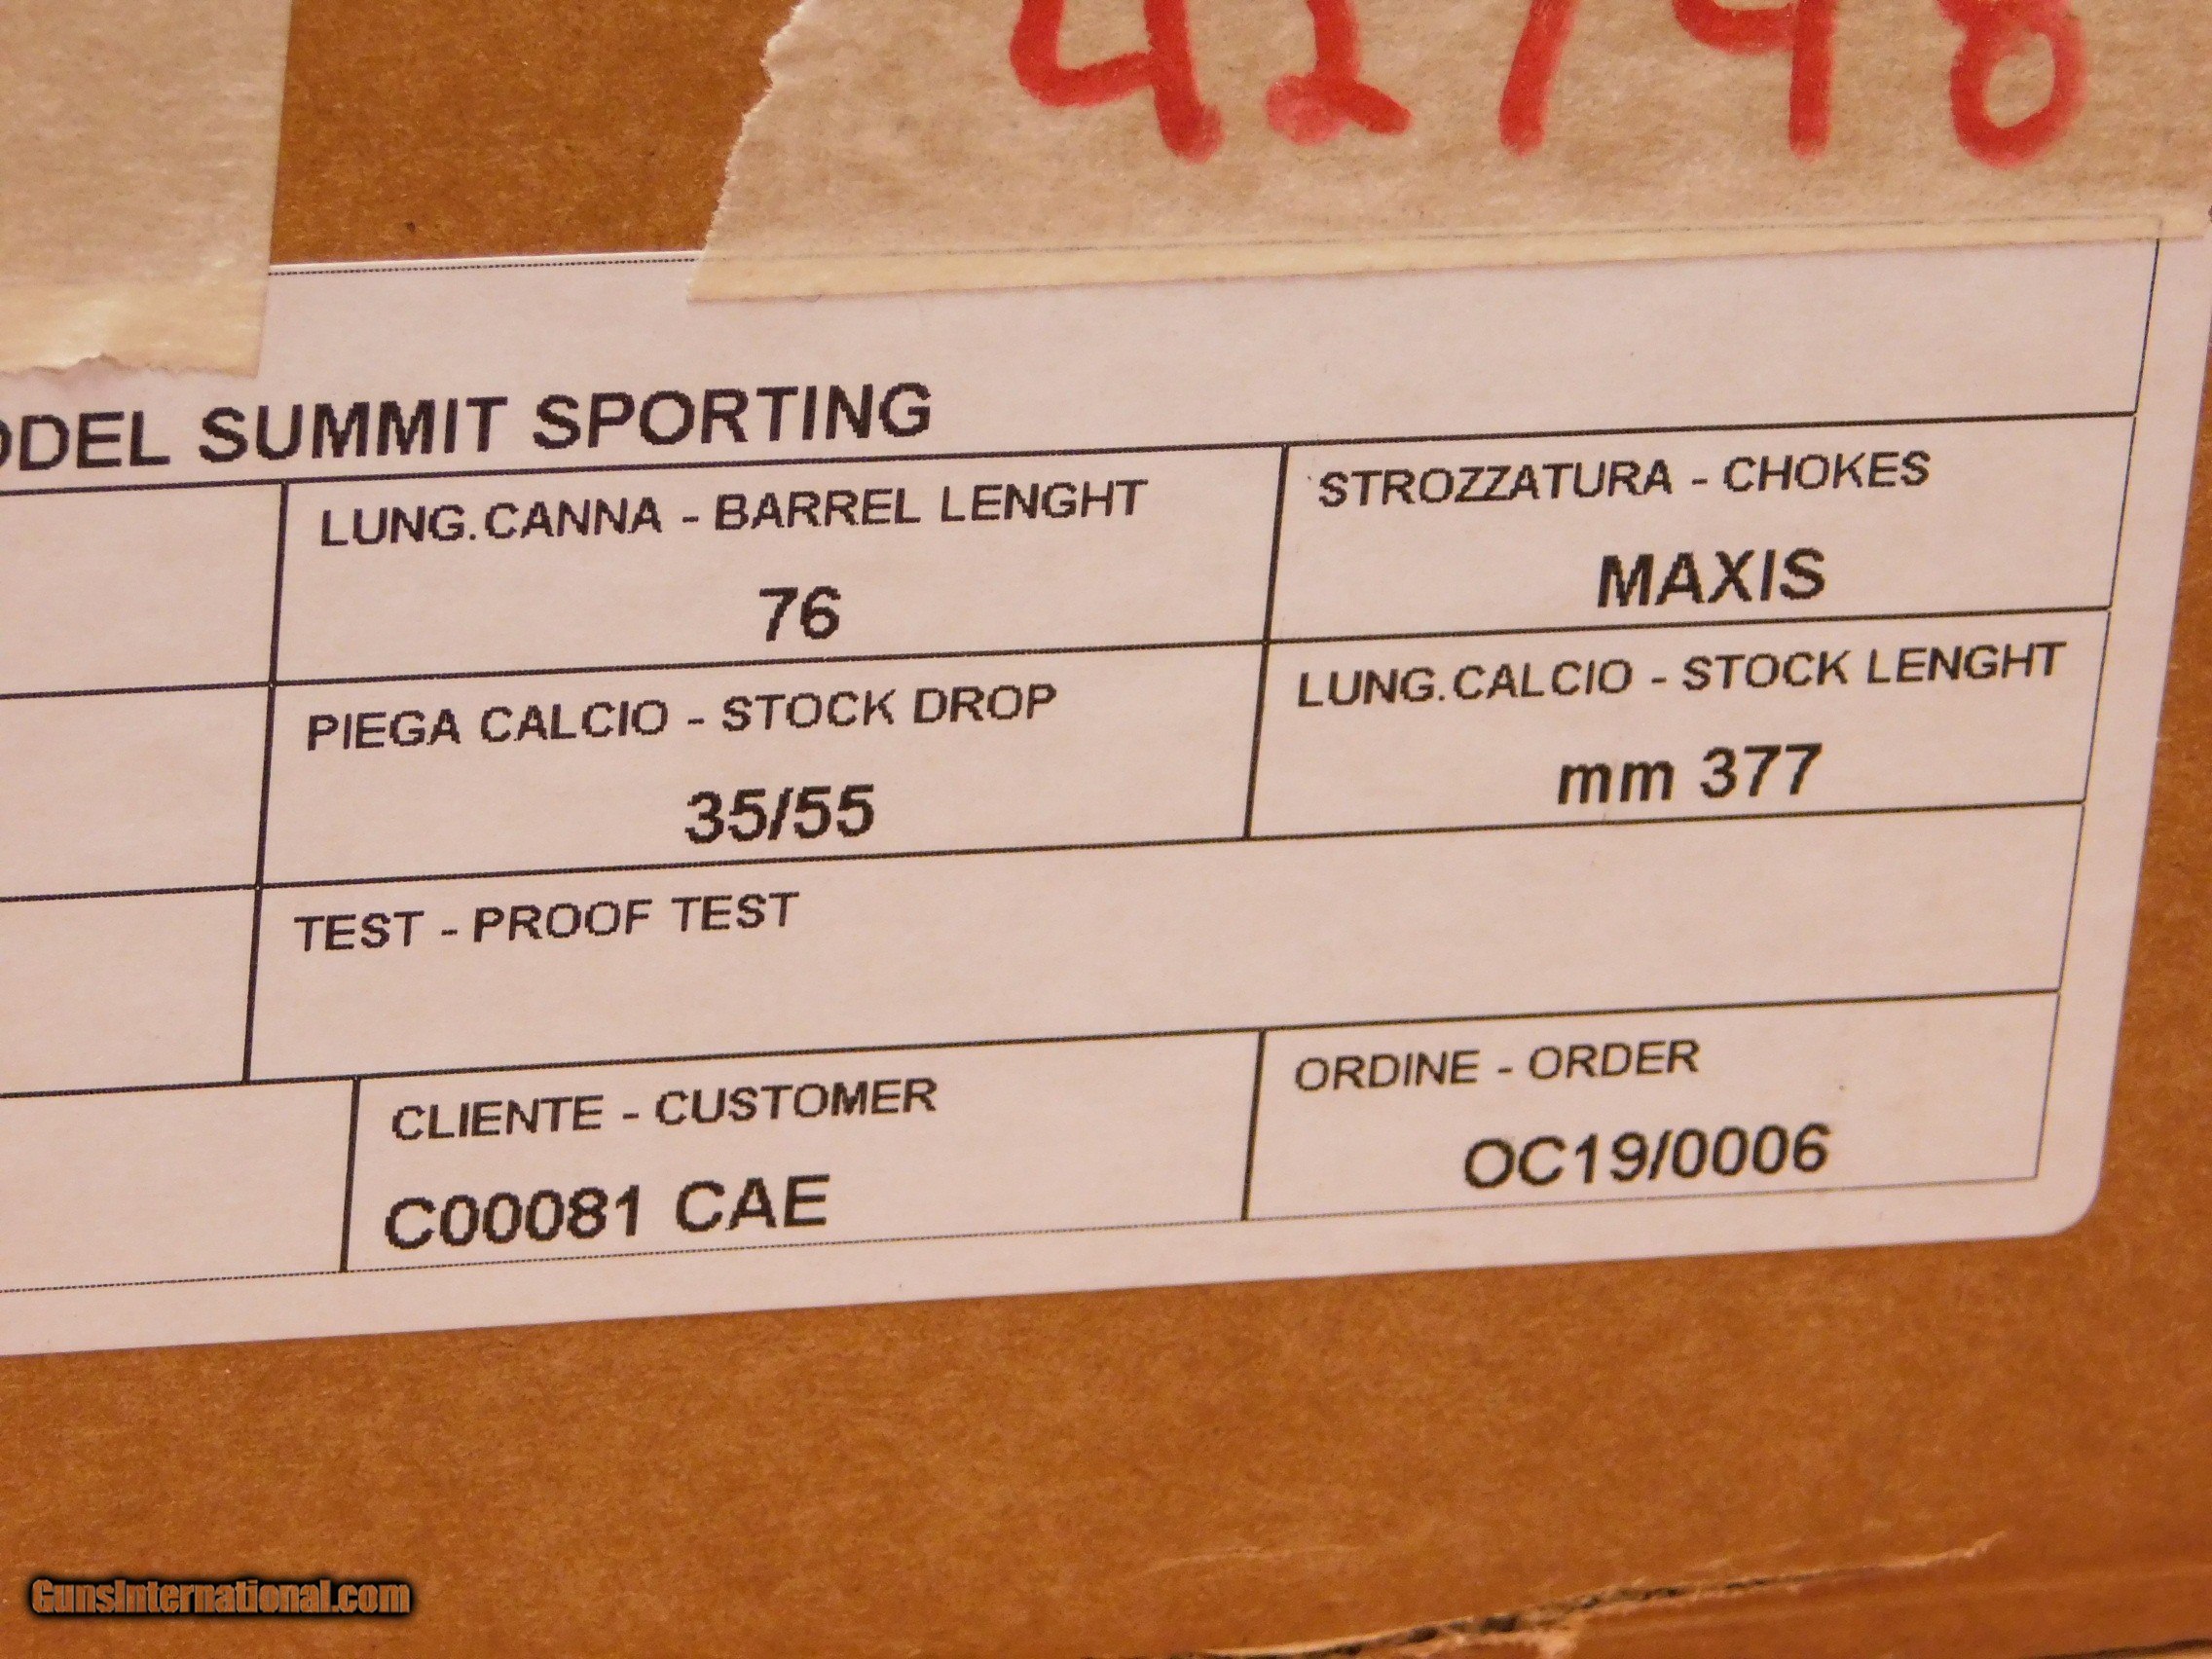 ODEL SUMMIT SPORTING
LUNG.CANNA - BARREL LENGHT
76
STROZZATURA - CHOKES
MAXIS
PIEGA CALCIO - STOCK DROP
35/55
LUNG.CALCIO - STOCK LENGHT
mm 377
TEST - PROOF TEST
CLIENTE - CUSTOMER
C00081 CAE
ORDINE - ORDER
OC19/0006
GunsInternational.com